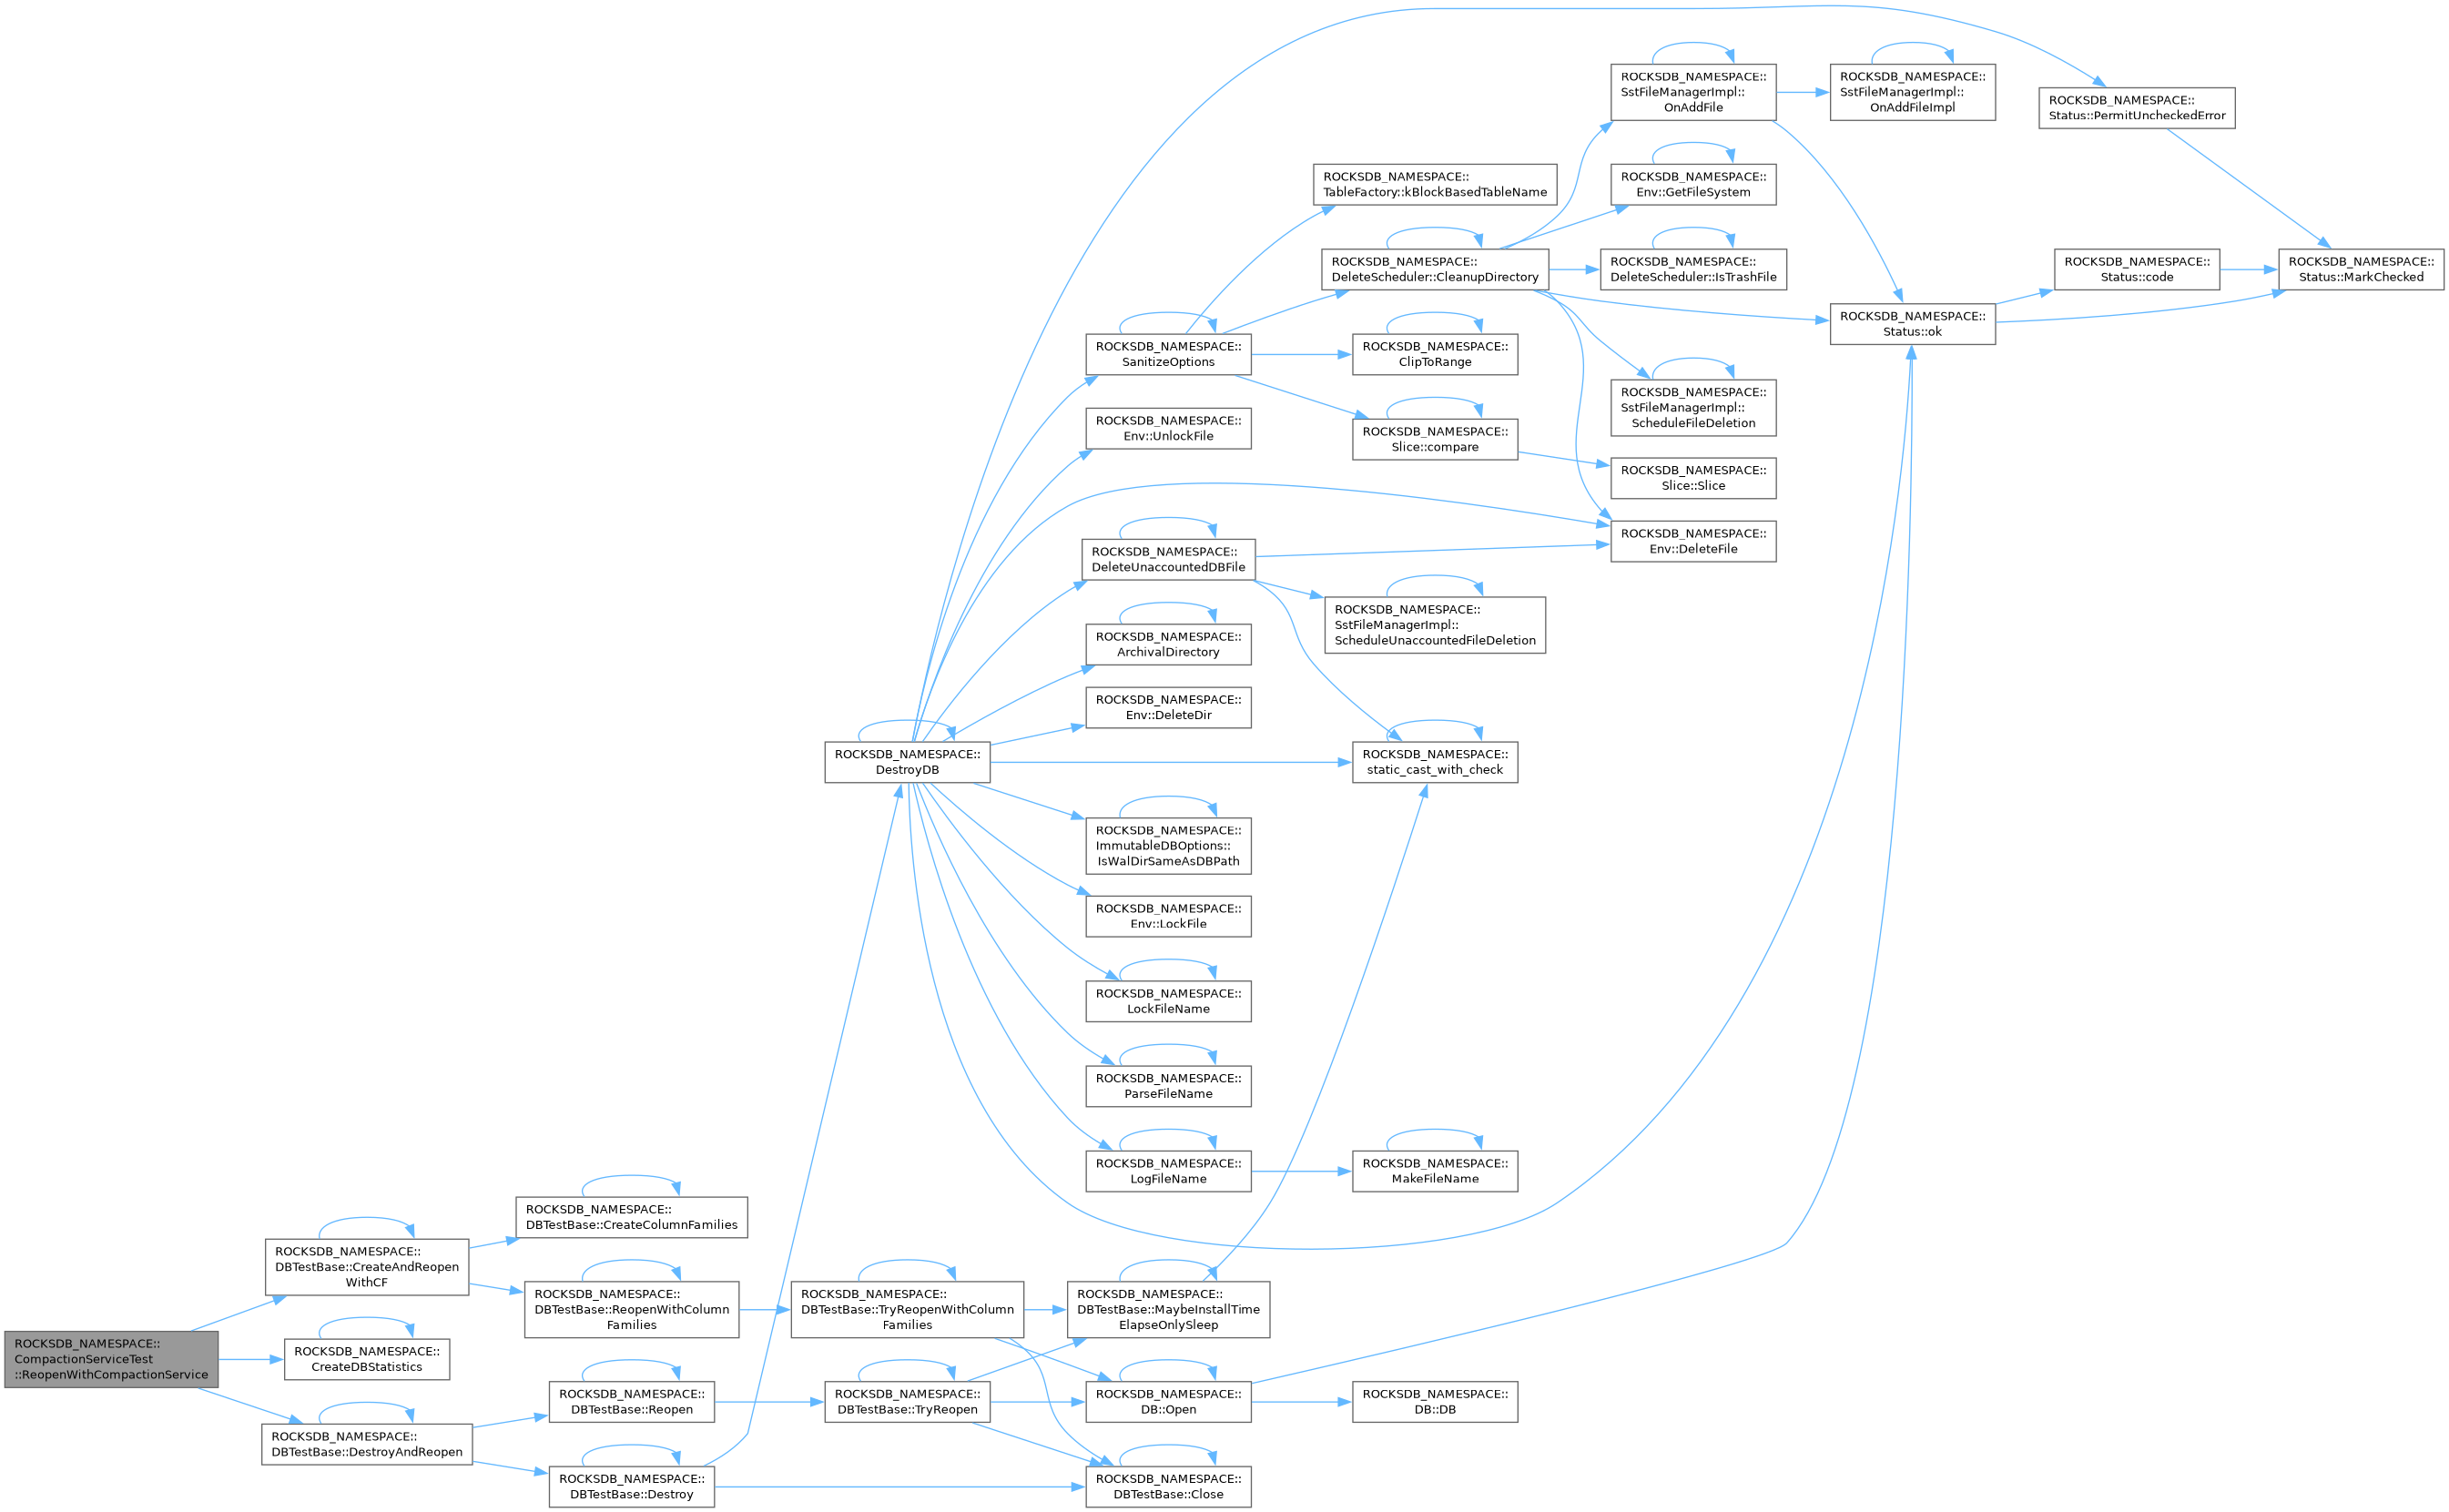 ROCKSDB_NAMESPACE::
CompactionServiceTest
::ReopenWithCompactionService
ROCKSDB_NAMESPACE::
DBTestBase::CreateAndReopen
WithCF
ROCKSDB_NAMESPACE::
CreateDBStatistics
ROCKSDB_NAMESPACE::
DBTestBase::DestroyAndReopen
ROCKSDB_NAMESPACE::
DBTestBase::CreateColumnFamilies
ROCKSDB_NAMESPACE::
DBTestBase::ReopenWithColumn
Families
ROCKSDB_NAMESPACE::
DBTestBase::Reopen
ROCKSDB_NAMESPACE::
DBTestBase::Destroy
ROCKSDB_NAMESPACE::
DestroyDB
ROCKSDB_NAMESPACE::
DBTestBase::TryReopenWithColumn
Families
ROCKSDB_NAMESPACE::
DBTestBase::TryReopen
ROCKSDB_NAMESPACE::
SanitizeOptions
ROCKSDB_NAMESPACE::
Env::UnlockFile
ROCKSDB_NAMESPACE::
DeleteUnaccountedDBFile
ROCKSDB_NAMESPACE::
ArchivalDirectory
ROCKSDB_NAMESPACE::
Env::DeleteDir
ROCKSDB_NAMESPACE::
ImmutableDBOptions::
IsWalDirSameAsDBPath
ROCKSDB_NAMESPACE::
Env::LockFile
ROCKSDB_NAMESPACE::
LockFileName
ROCKSDB_NAMESPACE::
ParseFileName
ROCKSDB_NAMESPACE::
LogFileName
ROCKSDB_NAMESPACE::
DBTestBase::MaybeInstallTime
ElapseOnlySleep
ROCKSDB_NAMESPACE::
DB::Open
ROCKSDB_NAMESPACE::
DBTestBase::Close
ROCKSDB_NAMESPACE::
TableFactory::kBlockBasedTableName
ROCKSDB_NAMESPACE::
DeleteScheduler::CleanupDirectory
ROCKSDB_NAMESPACE::
ClipToRange
ROCKSDB_NAMESPACE::
Slice::compare
ROCKSDB_NAMESPACE::
SstFileManagerImpl::
ScheduleUnaccountedFileDeletion
ROCKSDB_NAMESPACE::
static_cast_with_check
ROCKSDB_NAMESPACE::
MakeFileName
ROCKSDB_NAMESPACE::
DB::DB
ROCKSDB_NAMESPACE::
SstFileManagerImpl::
OnAddFile
ROCKSDB_NAMESPACE::
Env::GetFileSystem
ROCKSDB_NAMESPACE::
DeleteScheduler::IsTrashFile
ROCKSDB_NAMESPACE::
SstFileManagerImpl::
ScheduleFileDeletion
ROCKSDB_NAMESPACE::
Slice::Slice
ROCKSDB_NAMESPACE::
Env::DeleteFile
ROCKSDB_NAMESPACE::
SstFileManagerImpl::
OnAddFileImpl
ROCKSDB_NAMESPACE::
Status::ok
ROCKSDB_NAMESPACE::
Status::PermitUncheckedError
ROCKSDB_NAMESPACE::
Status::code
ROCKSDB_NAMESPACE::
Status::MarkChecked